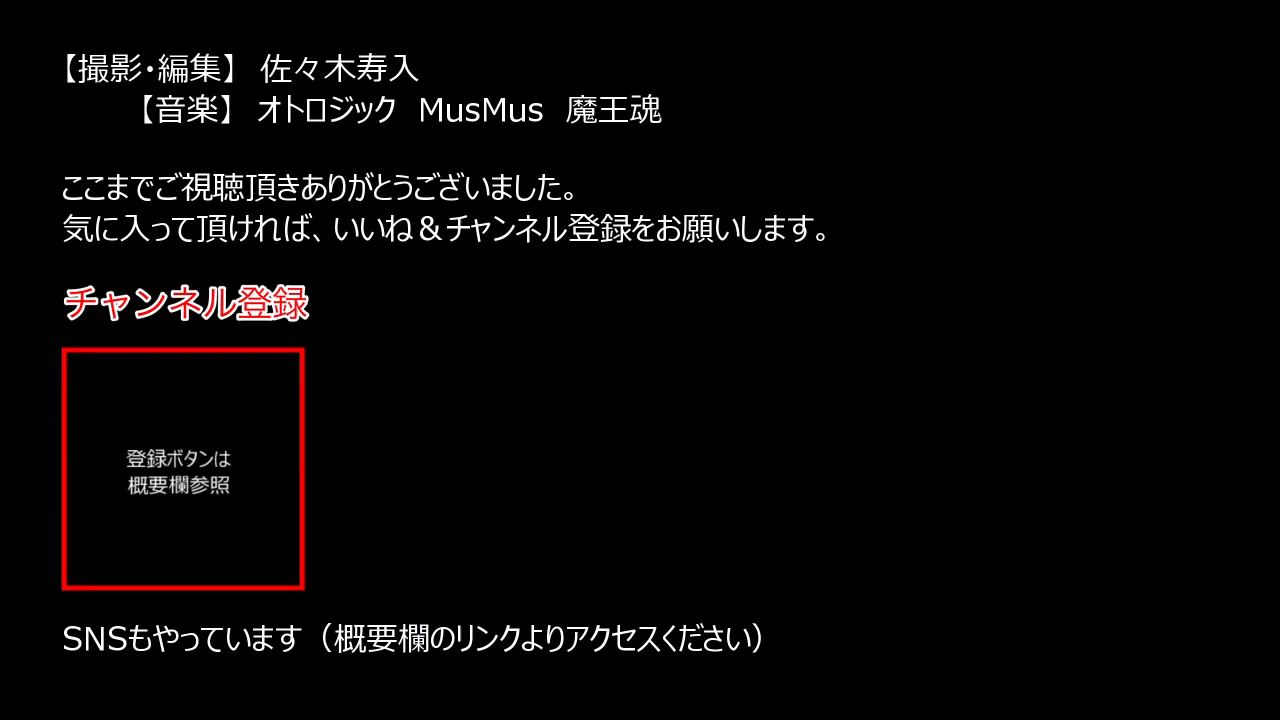 【撮影・編集】 佐々木寿入
【音楽】 オトロジック MusMus 魔王魂
ここまでご視聴頂きありがとうございました。
気に入って頂ければ、いいね＆チャンネル登録をお願いします。
チャンネル登録
登録ボタンは
概要欄参照
SNSもやっています（概要欄のリンクよりアクセスください）